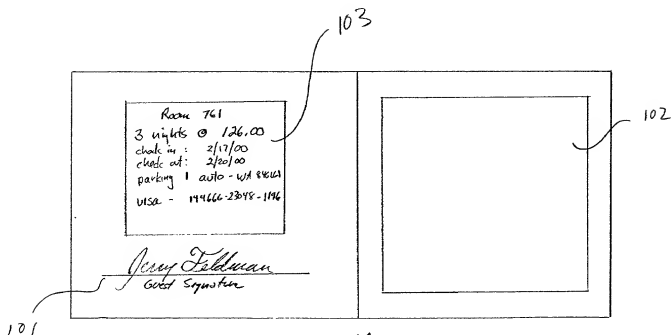 103
Room 761
3 nights @ 126.00
check in : 2/17/00
check out: 2/20/00
parking 1 auto - WA
visa - 144666-23048-1196
102
Jerry Feldman
Guest Signature
101